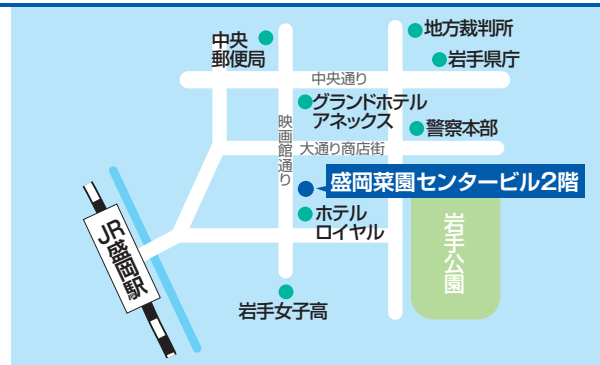 中央
郵便局
地方裁判所
岩手県庁
中央通り
グランドホテル
アネックス
映画館通り
警察本部
大通り商店街
盛岡菜園センタービル2階
ホテル
ロイヤル
岩手公園
JR盛岡駅
岩手女子高